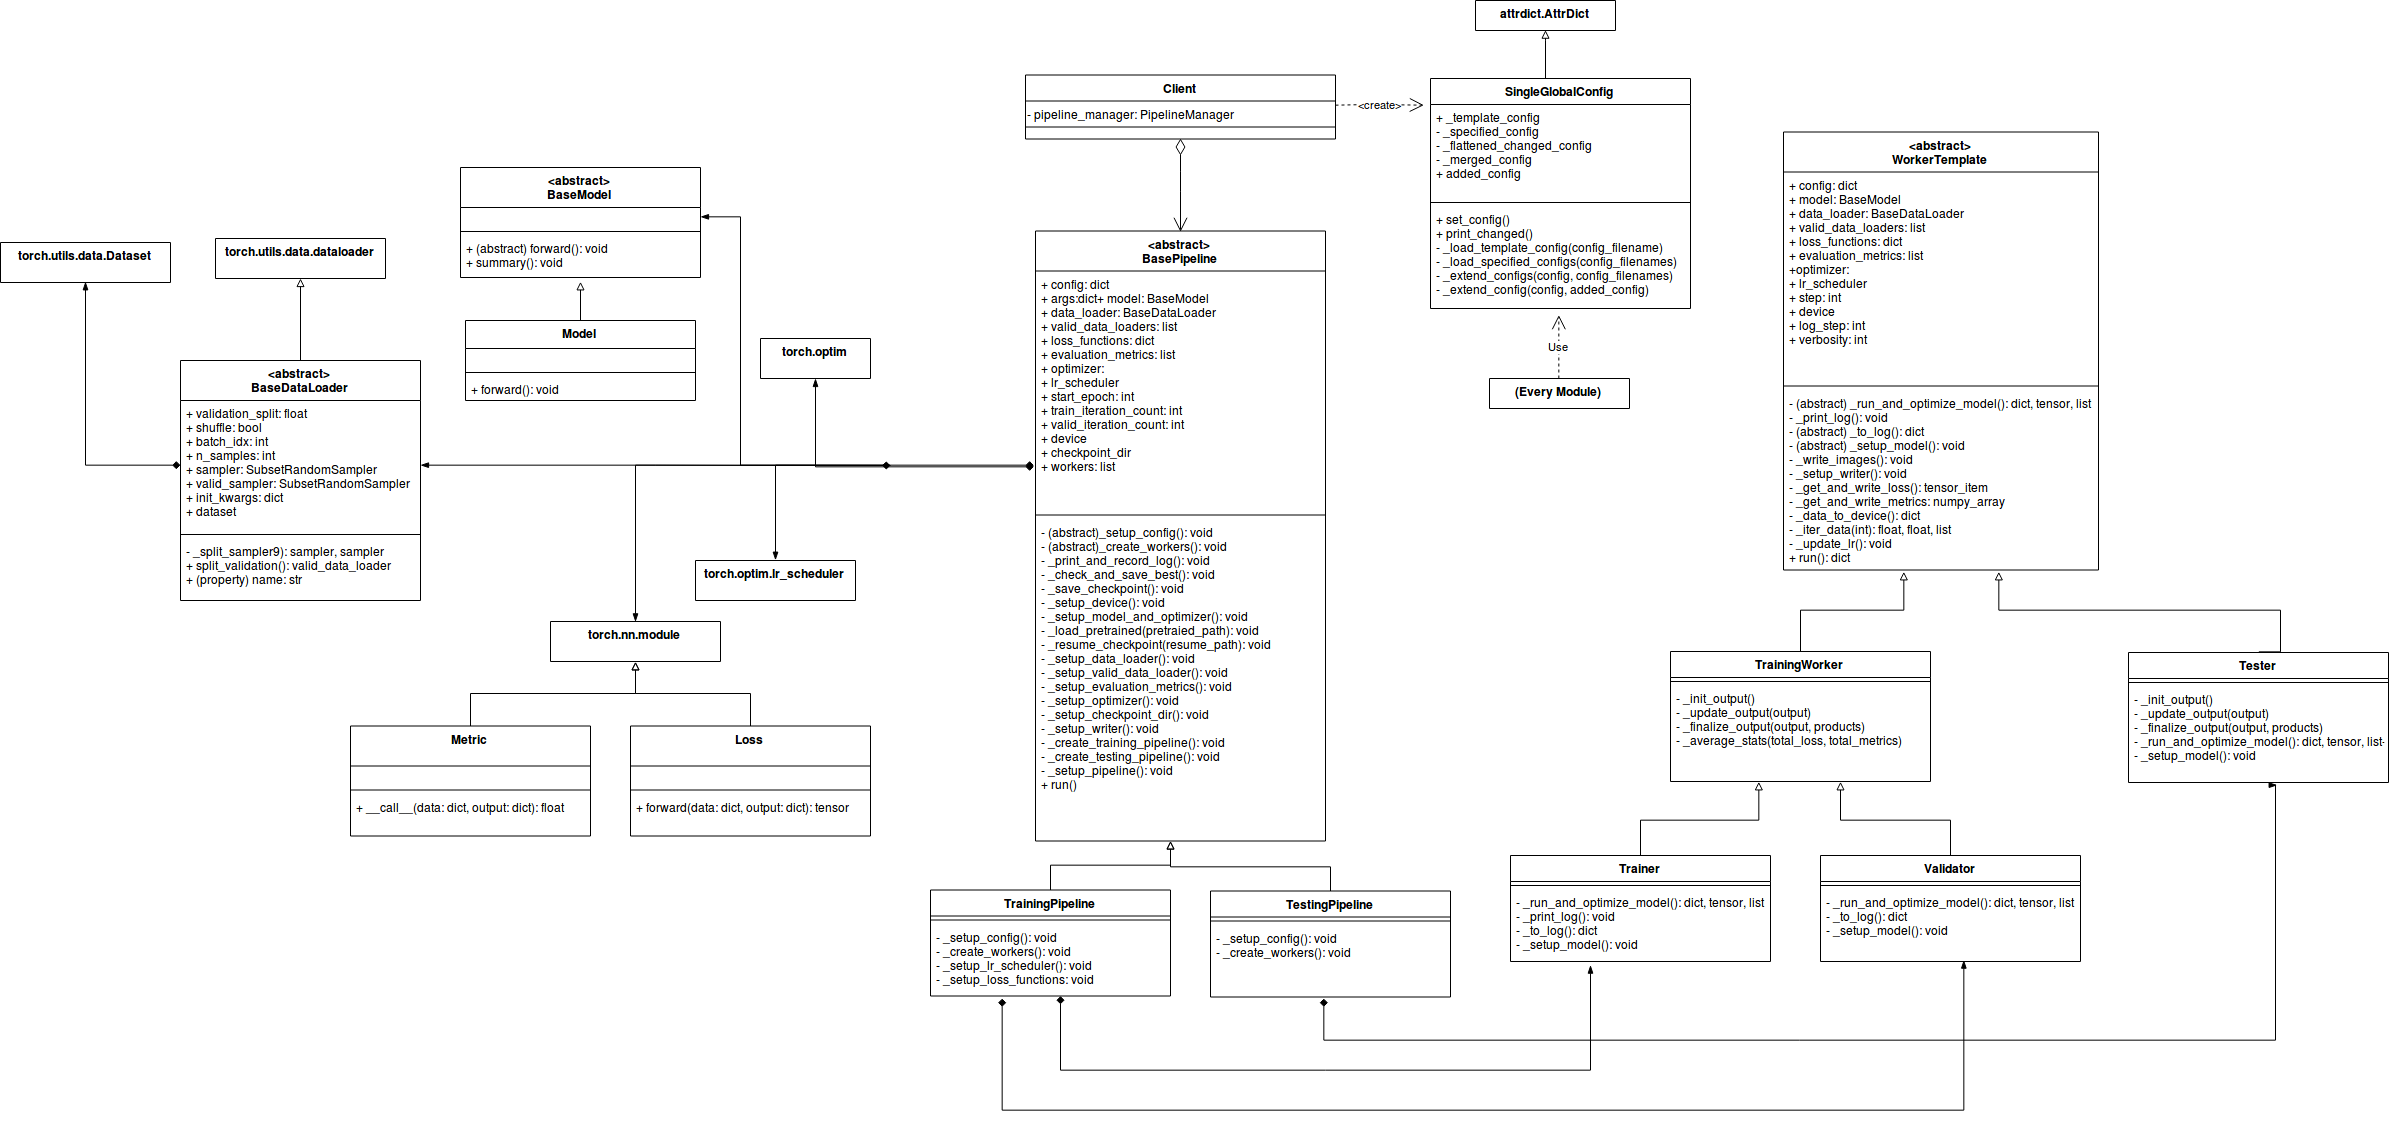 attrdict.AttrDict
Client
- pipeline_manager: PipelineManager
<create>
SingleGlobalConfig
+ _template_config
- _specified_config
- _flattened_changed_config
- _merged_config
+ added_config
+ set_config()
+ print_changed()
- _load_template_config(config_filename)
- _load_specified_configs(config_filenames)
- _extend_configs(config, config_filenames)
- _extend_config(config, added_config)
Use
(Every Module)
<abstract>
WorkerTemplate
+ config: dict
+ model: BaseModel
+ data_loader: BaseDataLoader
+ valid_data_loaders: list
+ loss_functions: dict
+ evaluation_metrics: list
+optimizer:
+ lr_scheduler
+ step: int
+ device
+ log_step: int
+ verbosity: int
- (abstract) _run_and_optimize_model(): dict, tensor, list
- _print_log(): void
- (abstract) _to_log(): dict
- (abstract) _setup_model(): void
- _write_images(): void
- _setup_writer(): void
- _get_and_write_loss(): tensor_item
- _get_and_write_metrics: numpy_array
- _data_to_device(): dict
- _iter_data(int): float, float, list
- _update_lr(): void
+ run(): dict
<abstract>
BaseModel
+ (abstract) forward(): void
+ summary(): void
Model
+ forward(): void
torch.utils.data.Dataset
torch.utils.data.dataloader
<abstract>
BaseDataLoader
+ validation_split: float
+ shuffle: bool
+ batch_idx: int
+ n_samples: int
+ sampler: SubsetRandomSampler
+ valid_sampler: SubsetRandomSampler
+ init_kwargs: dict
+ dataset
- _split_sampler9): sampler, sampler
+ split_validation(): valid_data_loader
+ (property) name: str
torch.optim
torch.optim.lr_scheduler
torch.nn.module
Metric
+ __call__(data: dict, output: dict): float
Loss
+ forward(data: dict, output: dict): tensor
<abstract>
BasePipeline
+ config: dict
+ args:dict+ model: BaseModel
+ data_loader: BaseDataLoader
+ valid_data_loaders: list
+ loss_functions: dict
+ evaluation_metrics: list
+ optimizer:
+ lr_scheduler
+ start_epoch: int
+ train_iteration_count: int
+ valid_iteration_count: int
+ device
+ checkpoint_dir
+ workers: list
- (abstract)_setup_config(): void
- (abstract)_create_workers(): void
- _print_and_record_log(): void
- _check_and_save_best(): void
- _save_checkpoint(): void
- _setup_device(): void
- _setup_model_and_optimizer(): void
- _load_pretrained(pretraied_path): void
- _resume_checkpoint(resume_path): void
- _setup_data_loader(): void
- _setup_valid_data_loader(): void
- _setup_evaluation_metrics(): void
- _setup_optimizer(): void
- _setup_checkpoint_dir(): void
- _setup_writer(): void
- _create_training_pipeline(): void
- _create_testing_pipeline(): void
- _setup_pipeline(): void
+ run()
TrainingPipeline
- _setup_config(): void
- _create_workers(): void
- _setup_lr_scheduler(): void
- _setup_loss_functions: void
TestingPipeline
- _setup_config(): void
- _create_workers(): void
TrainingWorker
- _init_output()
- _update_output(output)
- _finalize_output(output, products)
- _average_stats(total_loss, total_metrics)
Tester
- _init_output()
- _update_output(output)
- _finalize_output(output, products)
- _run_and_optimize_model(): dict, tensor, list-
- _setup_model(): void
Trainer
- _run_and_optimize_model(): dict, tensor, list
- _print_log(): void
- _to_log(): dict
- _setup_model(): void
Validator
- _run_and_optimize_model(): dict, tensor, list
- _to_log(): dict
- _setup_model(): void